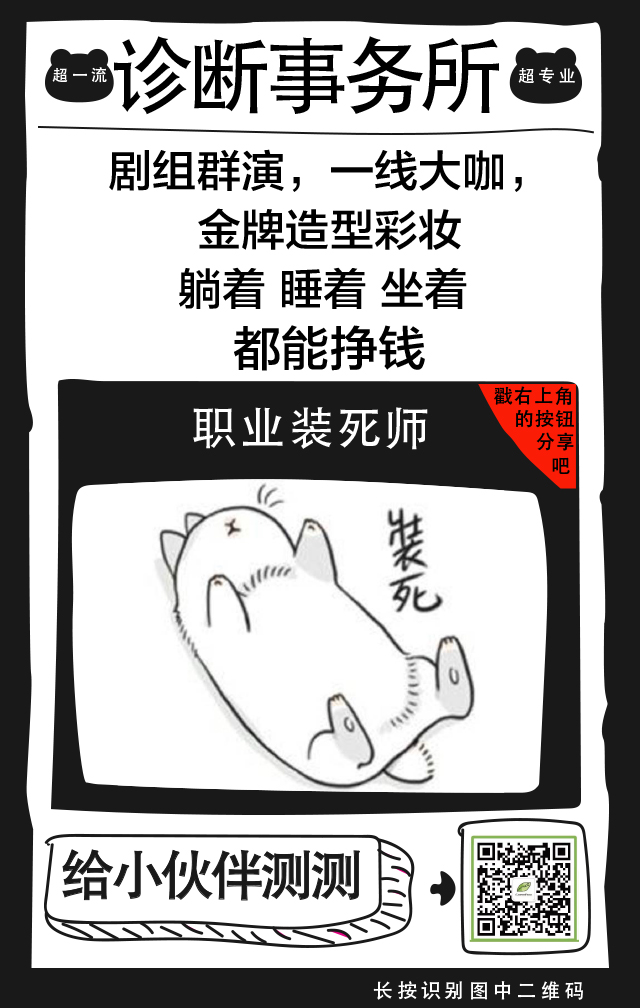 超一流
诊断事务所
超专业
剧组群演，一线大咖，
金牌造型彩妆
躺着 睡着 坐着
都能挣钱
职业装死师
戳右上角
的按钮
分享
吧
装
死
给小伙伴测测
长按识别图中二维码